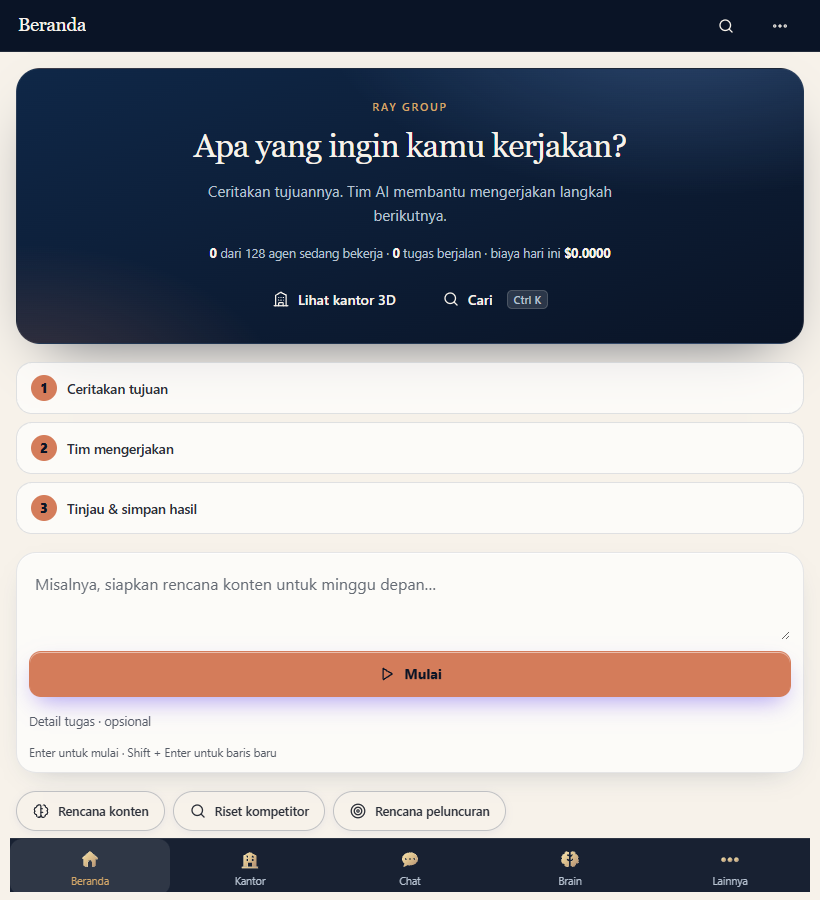 Beranda
RAY GROUP
Apa yang ingin kamu kerjakan?
Ceritakan tujuannya. Tim AI membantu mengerjakan langkah
berikutnya.
0 dari 128 agen sedang bekerja · 0 tugas berjalan · biaya hari ini $0.0000
Lihat kantor 3D
Cari
Ctrl K
1 Ceritakan tujuan
2 Tim mengerjakan
3 Tinjau & simpan hasil
Misalnya, siapkan rencana konten untuk minggu depan...
Mulai
Detail tugas · opsional
Enter untuk mulai · Shift + Enter untuk baris baru
Rencana konten
Riset kompetitor
Rencana peluncuran
Beranda
Kantor
Chat
Brain
Lainnya